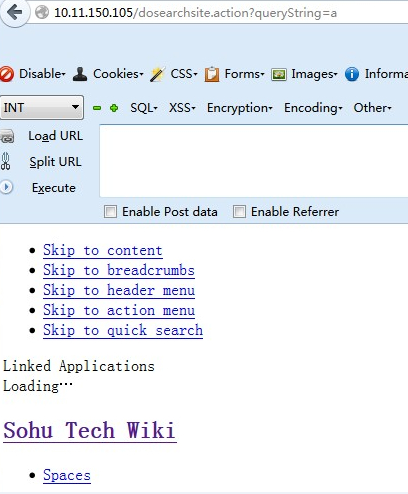 10.11.150.105/dosearchsite.action?queryString=a
Disable Cookies CSS Forms Images Informa
INT SQL XSS Encryption Encoding Other
Load URL
Split URL
Execute
Enable Post data Enable Referrer
Skip to content
Skip to breadcrumbs
Skip to header menu
Skip to action menu
Skip to quick search
Linked Applications
Loading…
Sohu Tech Wiki
Spaces